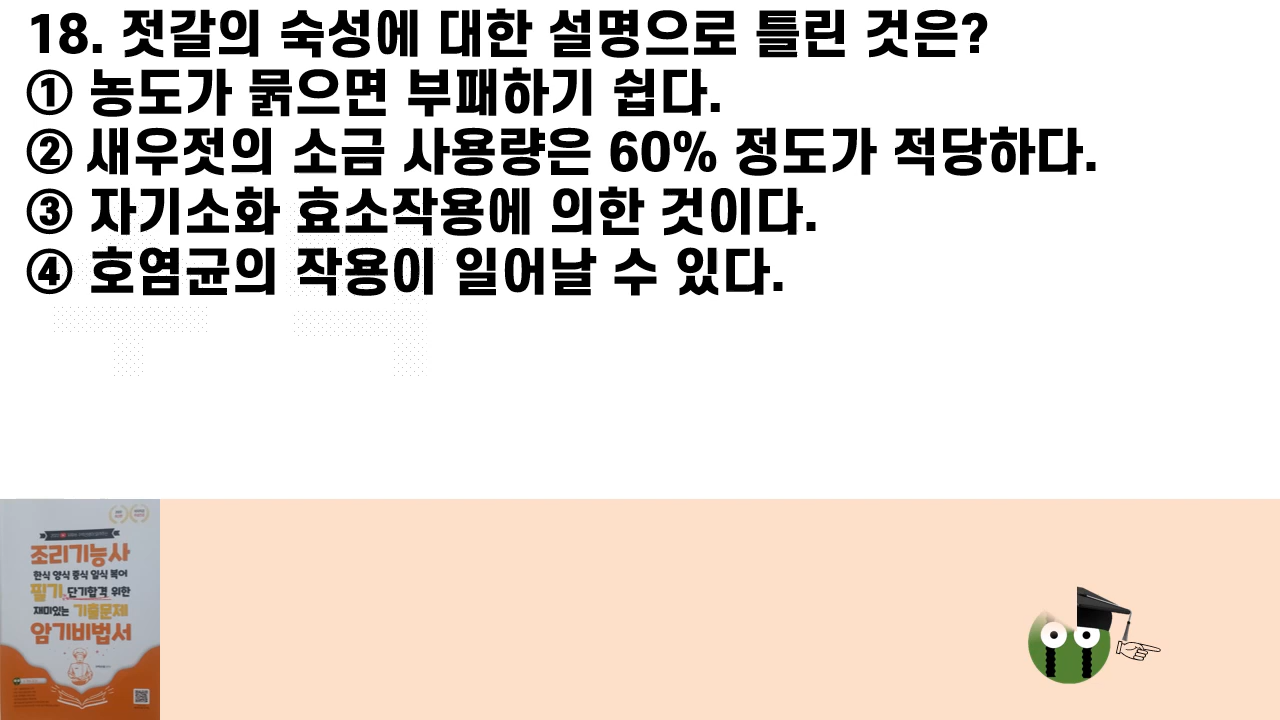 18. 젓갈의 숙성에 대한 설명으로 틀린 것은?
① 농도가 묽으면 부패하기 쉽다.
② 새우젓의 소금 사용량은 60% 정도가 적당하다.
③ 자기소화 효소작용에 의한 것이다.
④ 호염균의 작용이 일어날 수 있다.
조리기능사
한식 양식 중식 일식 복어
필기 단기합격 위한
재미있는 기출문제
암기비법서